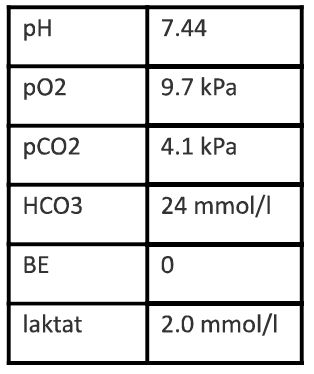 pH 7.44
pO2 9.7 kPa
pCO2 4.1 kPa
HCO3 24 mmol/l
BE 0
laktat 2.0 mmol/l